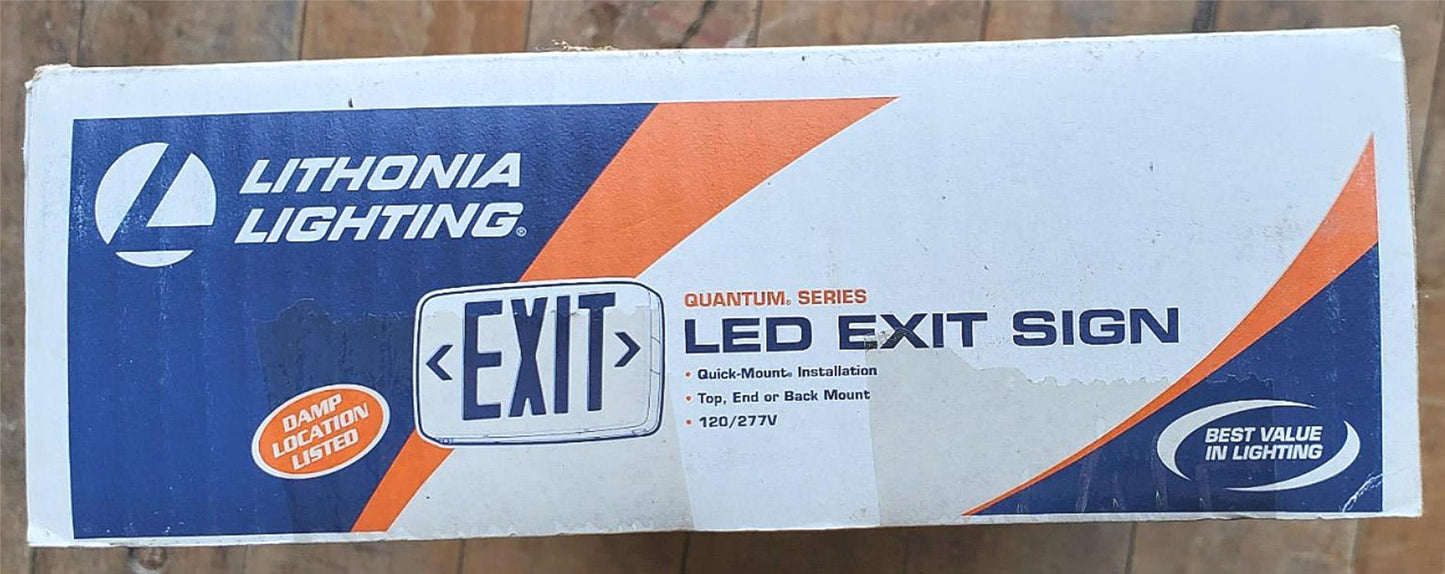 LITHONIA
LIGHTING®
QUANTUM® SERIES
LED EXIT SIGN
• Quick-Mount® Installation
• Top, End or Back Mount
• 120/277V
<EXIT>
DAMP
LOCATION
LISTED
BEST VALUE
IN LIGHTING